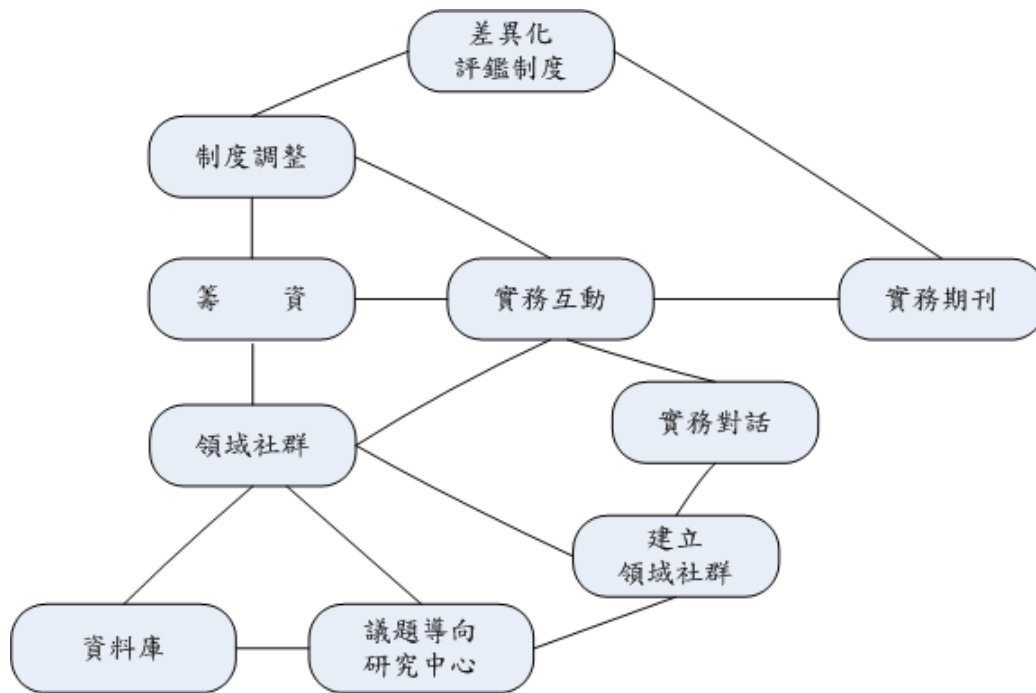 差異化
評鑑制度
制度調整
籌 資
實務互動
實務期刊
實務對話
領域社群
建立
領域社群
資料庫
議題導向
研究中心